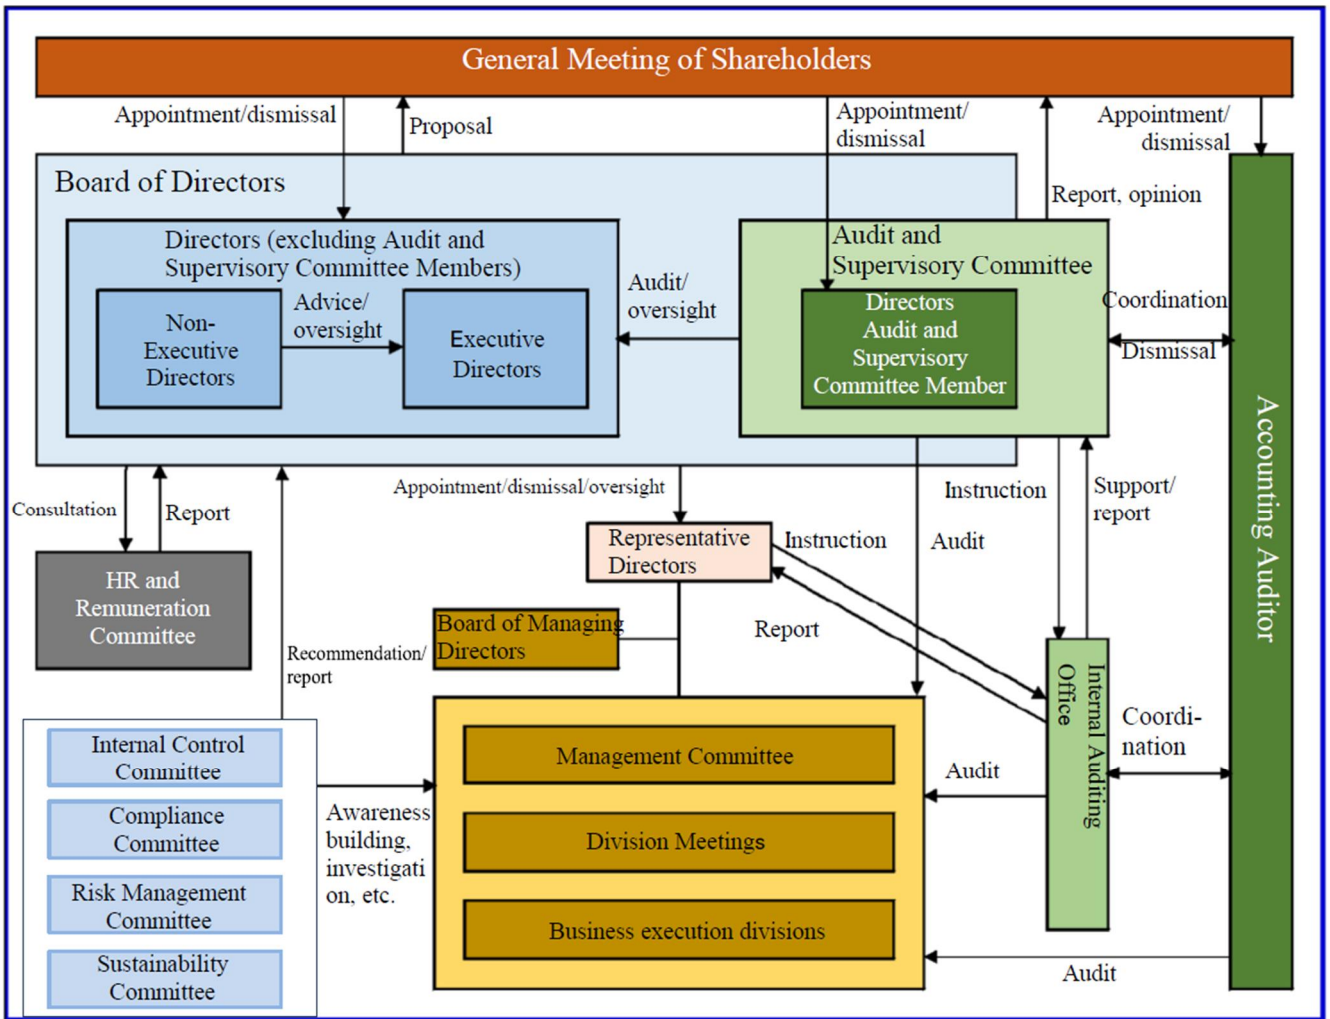 General Meeting of Shareholders
Appointment/dismissal
Proposal
Appointment/
dismissal
Appointment/
dismissal
Board of Directors
Report, opinion
Directors (excluding Audit and
Supervisory Committee Members)
Audit and
Supervisory Committee
Non-
Executive
Directors
Advice/
oversight
Executive
Directors
Audit/
oversight
Directors
Audit and
Supervisory
Committee Member
Coordination
Dismissal
Accounting Auditor
Consultation
Report
Appointment/dismissal/oversight
Instruction
Support/
report
HR and
Remuneration
Committee
Representative
Directors
Instruction
Audit
Board of Managing
Directors
Report
Recommendation/
report
Internal Auditing
Office
Coordi-
nation
Internal Control
Committee
Compliance
Committee
Risk Management
Committee
Sustainability
Committee
Awareness
building,
investigati
on, etc.
Management Committee
Division Meetings
Business execution divisions
Audit
Audit